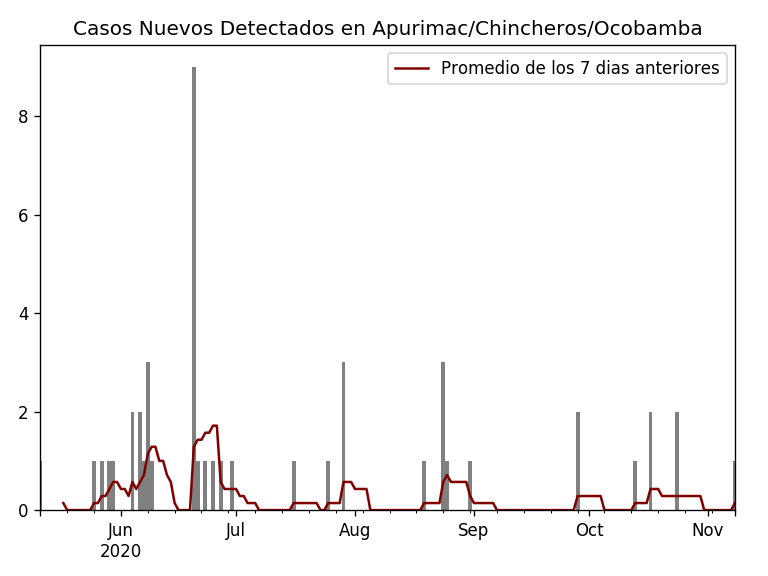 Casos Nuevos Detectados en Apurimac/Chincheros/Ocobamba
Promedio de los 7 dias anteriores
8
6
4
2
0
Jun Jul Aug Sep Oct Nov
2020